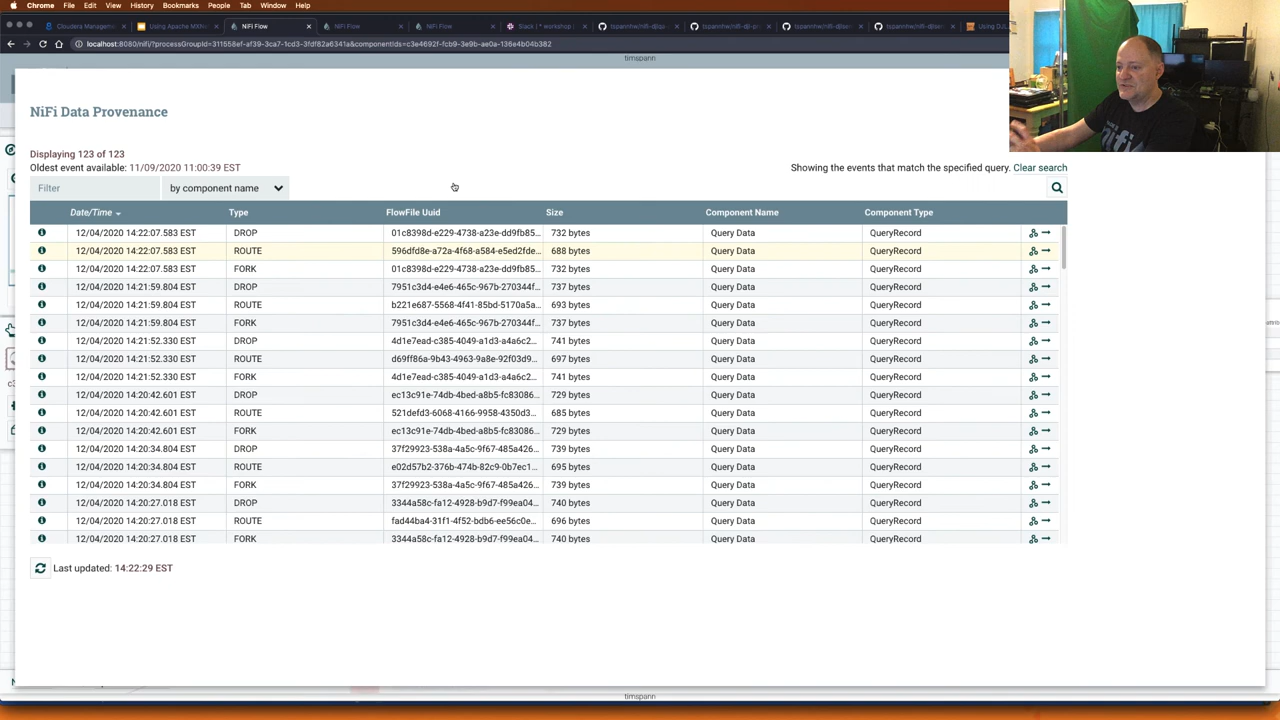 Chrome File Edit View History Bookmarks People Tab Window Help
Cloudera Manage Using Apache MXN NiFi Flow NiFi Flow NiFi Flow Slack | * workshop
localhost:8080/nifi/?processGroupId=311558ef-af39-3ca7-1cd3-3fdf82a6341a&componentIds=c3e4692f-fcb9-3e9b-ae0a-136e4b04b382
timspann
NiFi Data Provenance
Displaying 123 of 123
Oldest event available: 11/09/2020 11:00:39 EST
Showing the events that match the specified query. Clear search
Filter by component name
Date/Time Type FlowFile Uuid Size Component Name Component Type
12/04/2020 14:22:07.583 EST DROP 01c8398d-e229-4738-a23e-dd9fb85... 732 bytes Query Data QueryRecord
12/04/2020 14:22:07.583 EST ROUTE 596dfd8e-a72a-4f68-a584-e5ed2fde... 688 bytes Query Data QueryRecord
12/04/2020 14:22:07.583 EST FORK 01c8398d-e229-4738-a23e-dd9fb85... 732 bytes Query Data QueryRecord
12/04/2020 14:21:59.804 EST DROP 7951c3d4-e4e6-465c-967b-270344f... 737 bytes Query Data QueryRecord
12/04/2020 14:21:59.804 EST ROUTE b221e687-5568-4f41-85bd-5170a5a... 693 bytes Query Data QueryRecord
12/04/2020 14:21:59.804 EST FORK 7951c3d4-e4e6-465c-967b-270344f... 737 bytes Query Data QueryRecord
12/04/2020 14:21:52.330 EST DROP 4d1e7ead-c385-4049-a1d3-a4a6c2... 741 bytes Query Data QueryRecord
12/04/2020 14:21:52.330 EST ROUTE d69ff86a-9b43-4963-9a8e-92f03d9... 697 bytes Query Data QueryRecord
12/04/2020 14:21:52.330 EST FORK 4d1e7ead-c385-4049-a1d3-a4a6c2... 741 bytes Query Data QueryRecord
12/04/2020 14:20:42.601 EST DROP ec13c91e-74db-4bed-a8b5-fc83086... 729 bytes Query Data QueryRecord
12/04/2020 14:20:42.601 EST ROUTE 521defd3-6068-4166-9958-4350d3... 685 bytes Query Data QueryRecord
12/04/2020 14:20:42.601 EST FORK ec13c91e-74db-4bed-a8b5-fc83086... 729 bytes Query Data QueryRecord
12/04/2020 14:20:34.804 EST DROP 37f29923-538a-4a5c-9f67-485a426... 739 bytes Query Data QueryRecord
12/04/2020 14:20:34.804 EST ROUTE e02d57b2-376b-474b-82c9-0b7ec1... 695 bytes Query Data QueryRecord
12/04/2020 14:20:34.804 EST FORK 37f29923-538a-4a5c-9f67-485a426... 739 bytes Query Data QueryRecord
12/04/2020 14:20:27.018 EST DROP 3344a58c-fa12-4928-b9d7-f99ea04... 740 bytes Query Data QueryRecord
12/04/2020 14:20:27.018 EST ROUTE fad44ba4-31f1-4f52-bdb6-ee56c0e... 696 bytes Query Data QueryRecord
12/04/2020 14:20:27.018 EST FORK 3344a58c-fa12-4928-b9d7-f99ea04... 740 bytes Query Data QueryRecord
Last updated: 14:22:29 EST
timspann